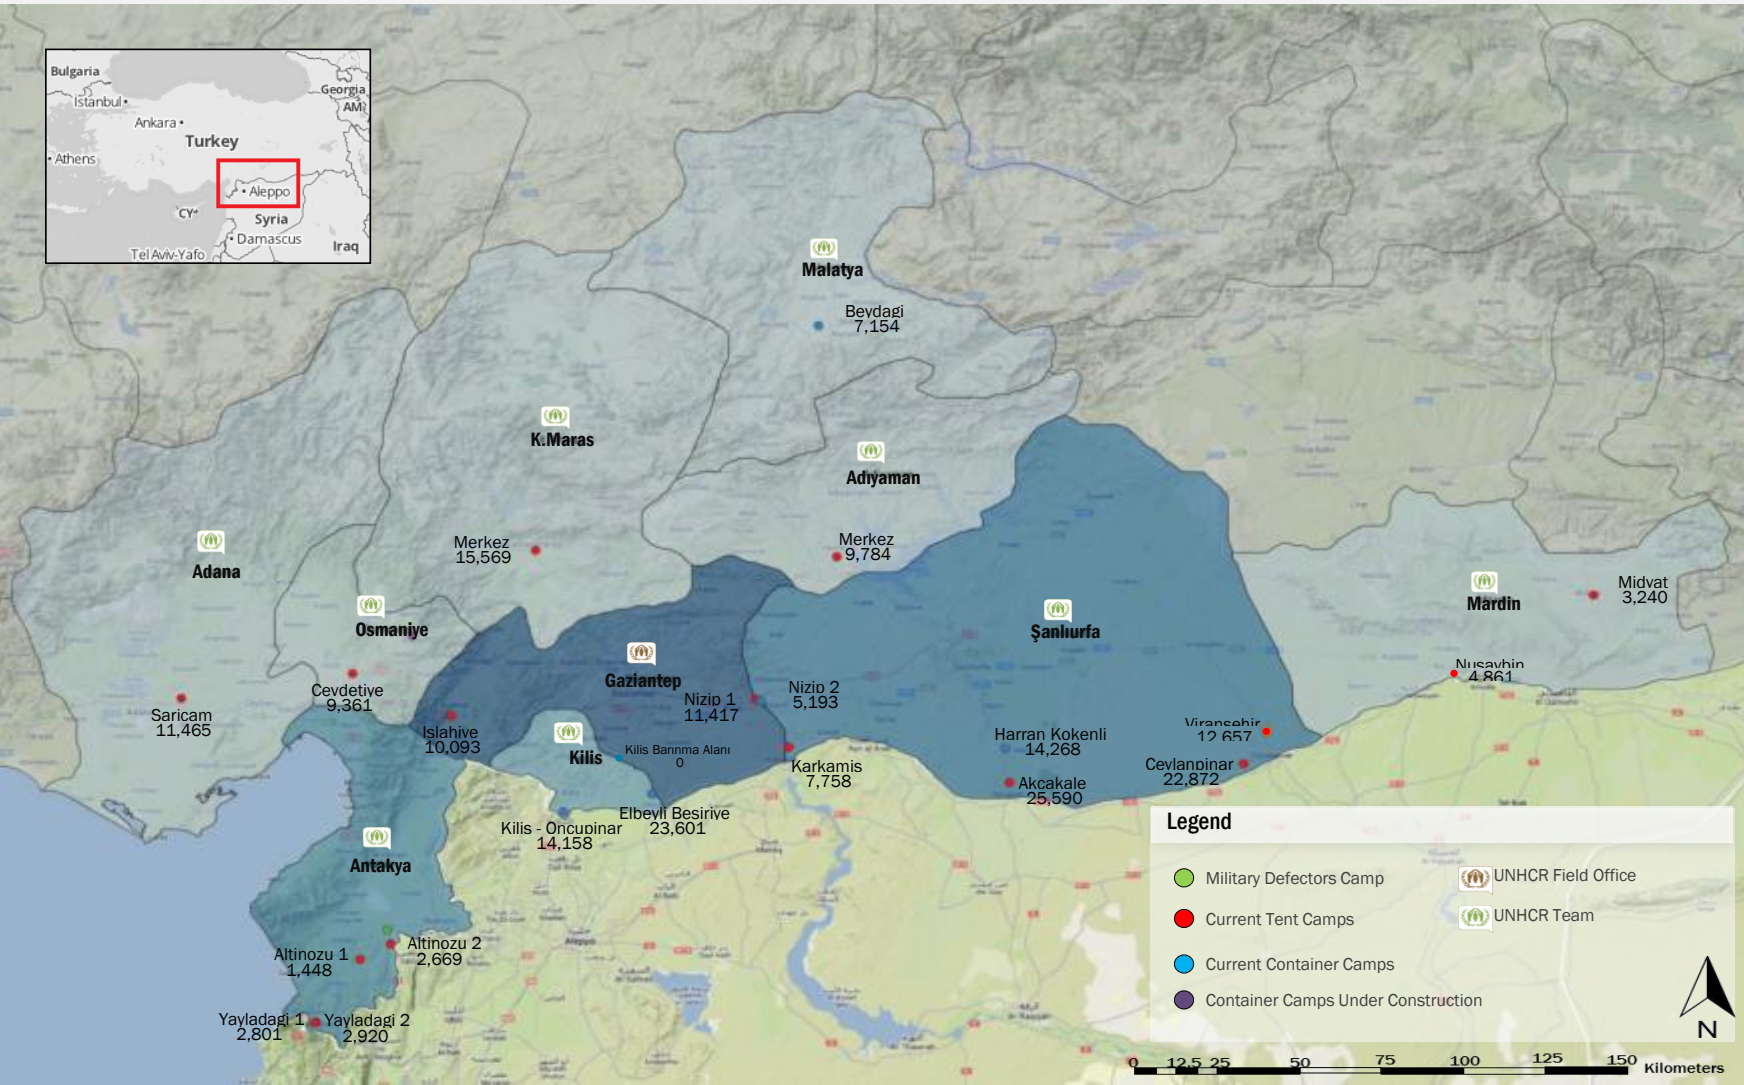 Bulgaria
Georgia
İstanbul
AM
Ankara
Turkey
Athens
Aleppo
CY
Syria
Damascus
Tel Aviv-Yafo
Iraq
Malatya
Beydagi
7,154
K.Maras
Adıyaman
Merkez
15,569
Merkez
9,784
Adana
Osmaniye
Saricam
11,465
Cevdetiye
9,361
Gaziantep
Islahiye
10,093
Nizip 1
11,417
Nizip 2
5,193
Şanlıurfa
Mardin
Midyat
3,240
Nusaybin
4,861
Kilis
Kilis Barınma Alanı
0
Harran Kokenli
14,268
Viransehir
12,657
Ceylanpinar
22,872
Karkamis
7,758
Akcakale
25,590
Elbeyli Besiriye
23,601
Kilis - Oncupinar
14,158
Antakya
Altinozu 1
1,448
Altinozu 2
2,669
Yayladagi 1
2,801
Yayladagi 2
2,920
Legend
Military Defectors Camp
UNHCR Field Office
Current Tent Camps
UNHCR Team
Current Container Camps
Container Camps Under Construction
N
0 12,5 25 50 75 100 125 150 Kilometers